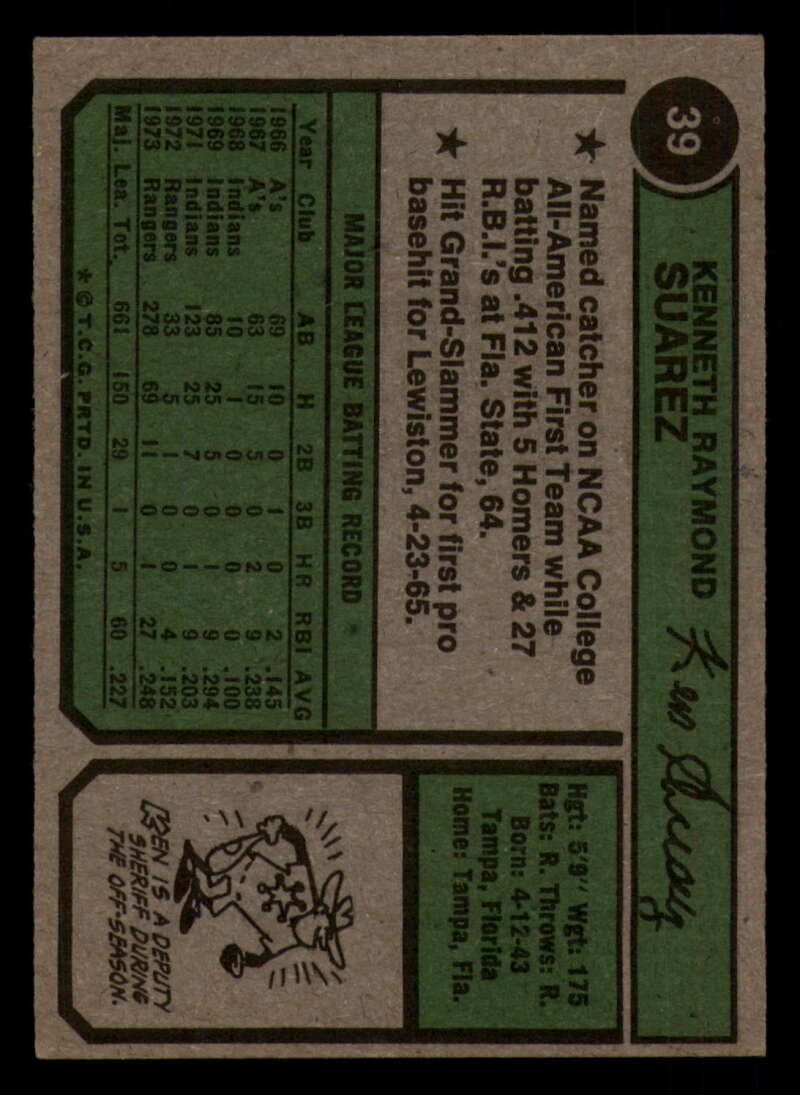 39
KENNETH RAYMOND
SUAREZ
Ken Suarez
★ Named catcher on NCAA College
All-American First Team while
batting .412 with 5 Homers & 27
R.B.I.'s at Fla. State, 64.
★ Hit Grand-Slammer for first pro
basehit for Lewiston, 4-23-65.
MAJOR LEAGUE BATTING RECORD
Year Club AB H 2B 3B HR RBI AVG
1966 A's 69 10 0 1 0 2 .145
1967 A's 63 15 5 0 2 9 .238
1968 Indians 10 1 0 0 0 0 .100
1969 Indians 85 25 5 0 1 9 .294
1971 Indians 123 25 7 0 1 9 .203
1972 Rangers 33 5 1 0 0 4 .152
1973 Rangers 278 69 11 0 1 27 .248
Maj. Lea. Tot. 661 150 29 1 5 60 .227
* © T.C.G. PRTD. IN U.S.A.
Hgt: 5'9" Wgt: 175
Bats: R. Throws: R.
Born: 4-12-43
Tampa, Florida
Home: Tampa, Fla.
KEN IS A DEPUTY
SHERIFF DURING
THE OFF-SEASON.